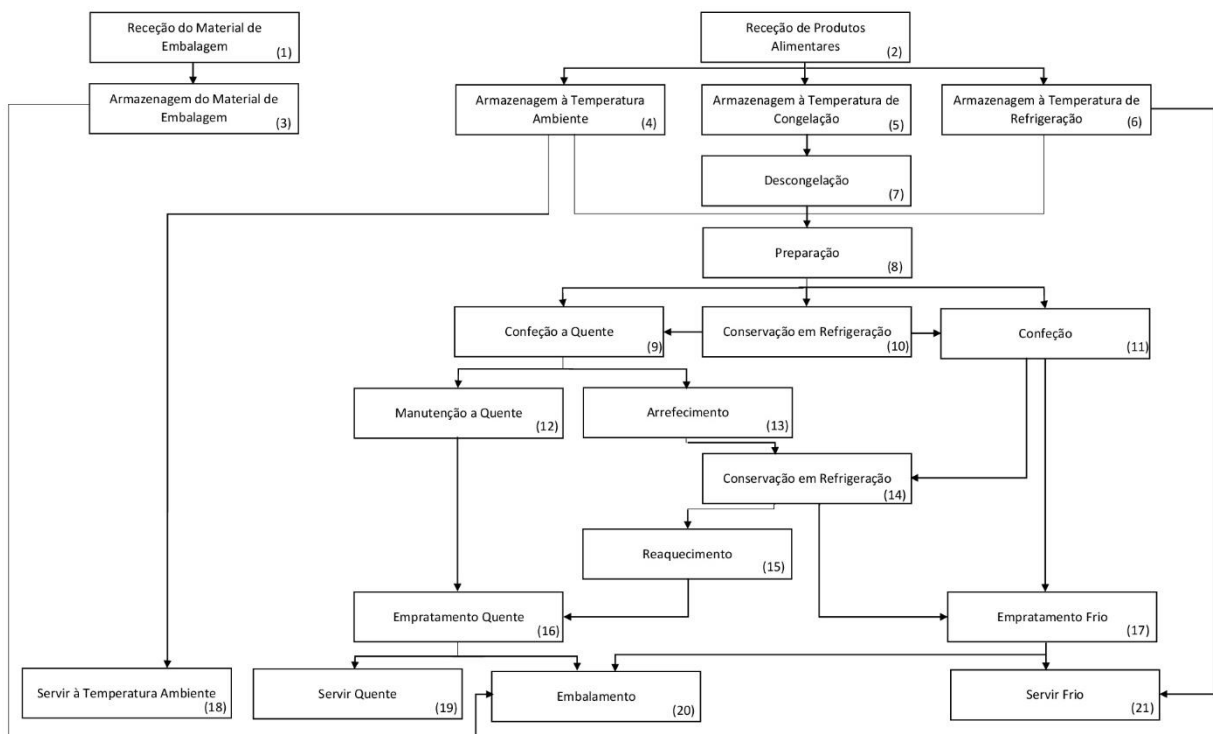 Receção do Material de
Embalagem
(1)
Receção de Produtos
Alimentares
(2)
Armazenagem do Material de
Embalagem
(3)
Armazenagem à Temperatura
Ambiente
(4)
Armazenagem à Temperatura de
Congelação
(5)
Armazenagem à Temperatura de
Refrigeração
(6)
Descongelação
(7)
Preparação
(8)
Confeção a Quente
(9)
Conservação em Refrigeração
(10)
Confeção
(11)
Manutenção a Quente
(12)
Arrefecimento
(13)
Conservação em Refrigeração
(14)
Reaquecimento
(15)
Empratamento Quente
(16)
Empratamento Frio
(17)
Servir à Temperatura Ambiente
(18)
Servir Quente
(19)
Embalamento
(20)
Servir Frio
(21)